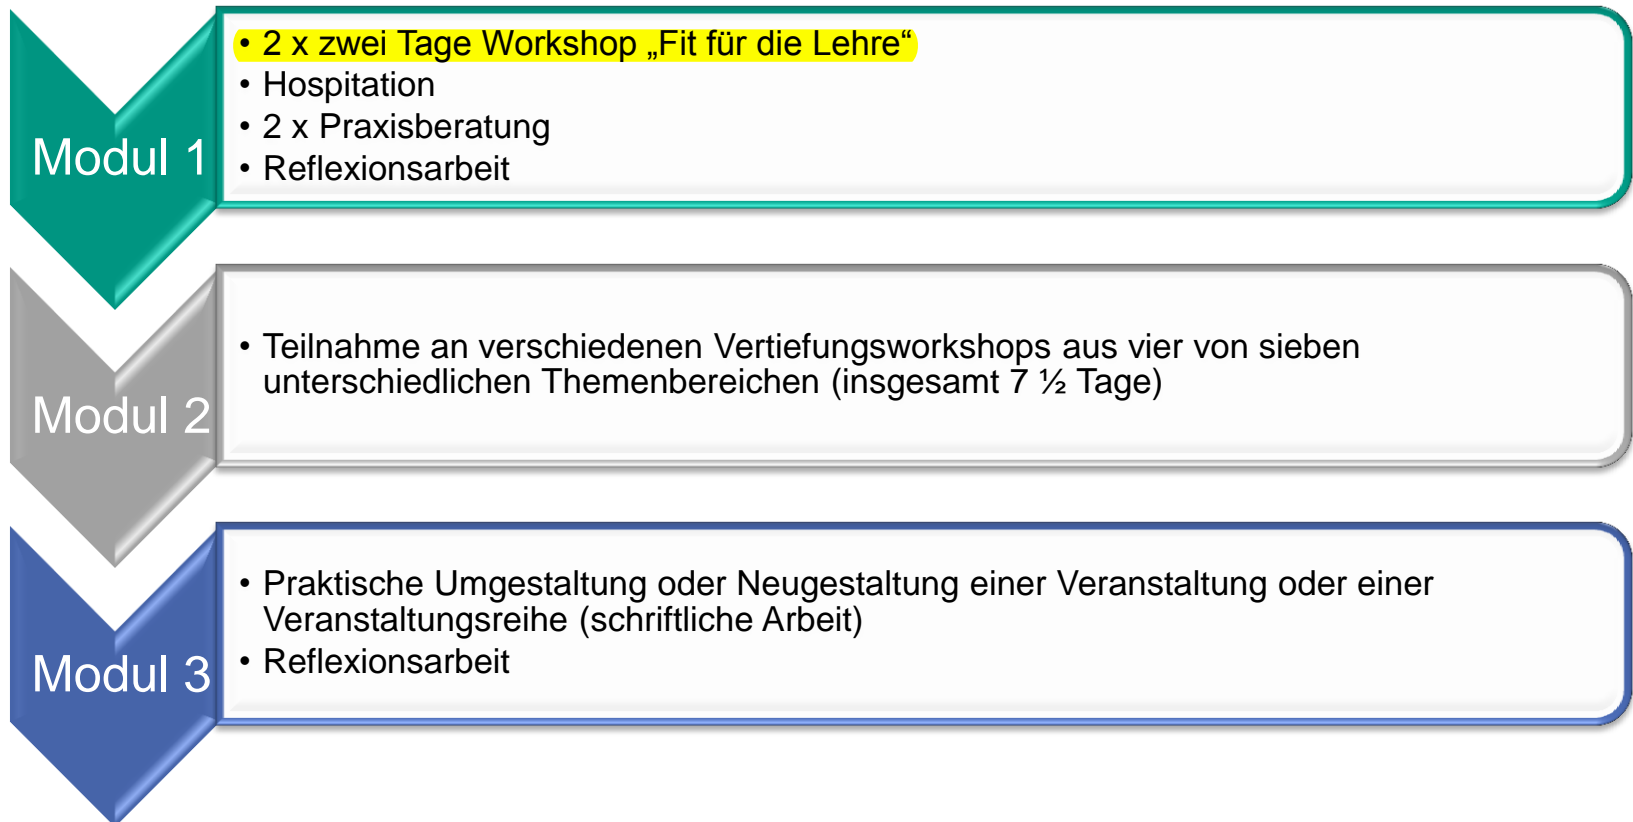 Modul 1
• 2 x zwei Tage Workshop „Fit für die Lehre“
• Hospitation
• 2 x Praxisberatung
• Reflexionsarbeit
Modul 2
• Teilnahme an verschiedenen Vertiefungsworkshops aus vier von sieben
unterschiedlichen Themenbereichen (insgesamt 7 ½ Tage)
Modul 3
• Praktische Umgestaltung oder Neugestaltung einer Veranstaltung oder einer
Veranstaltungsreihe (schriftliche Arbeit)
• Reflexionsarbeit